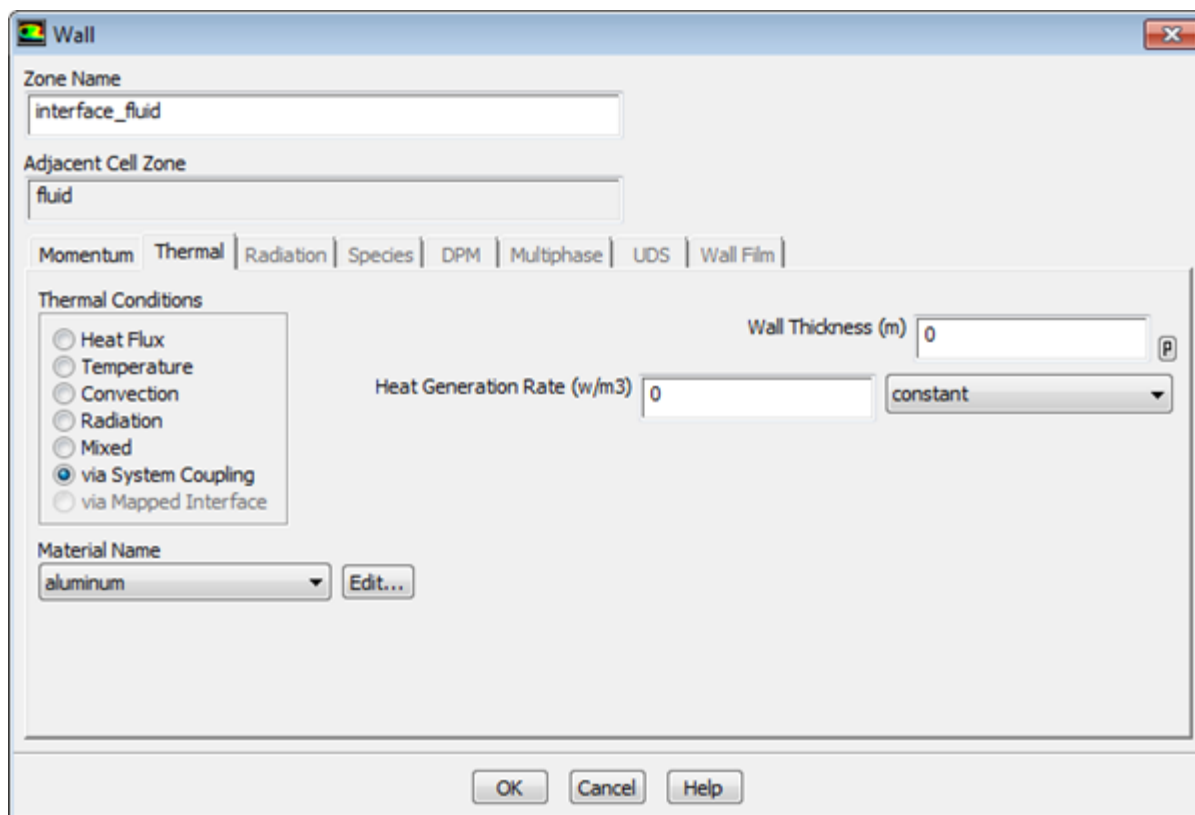 Wall
Zone Name
interface_fluid
Adjacent Cell Zone
fluid
Momentum Thermal Radiation Species DPM Multiphase UDS Wall Film
Thermal Conditions
Heat Flux
Temperature
Convection
Radiation
Mixed
via System Coupling
via Mapped Interface
Wall Thickness (m) 0 P
Heat Generation Rate (w/m3) 0 constant
Material Name
aluminum Edit...
OK Cancel Help